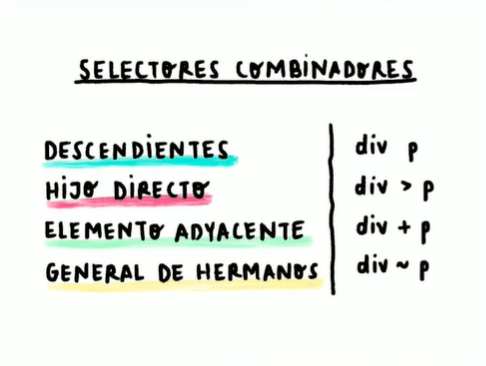 SELECTORES COMBINADORES
DESCENDIENTES div p
HIJO DIRECTO div > p
ELEMENTO ADYACENTE div + p
GENERAL DE HERMANOS div ~ p